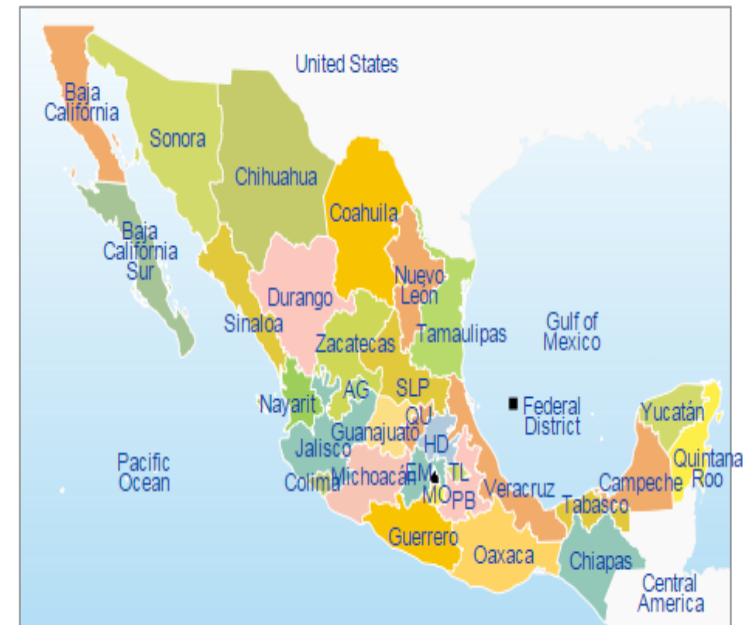 United States
Baja
Califórnia
Sonora
Chihuahua
Coahuila
Baja
Califórnia
Sur
Nuevo
León
Durango
Sinaloa
Tamaulipas
Gulf of
Mexico
Zacatecas
AG
SLP
Nayarit
Federal
District
Yucatán
QU
Guanajuato
HD
Jalisco
Quintana
Roo
Pacific
Ocean
Colima
Michoacán
EM
TL
MO
PB
Veracruz
Campeche
Tabasco
Guerrero
Oaxaca
Chiapas
Central
America